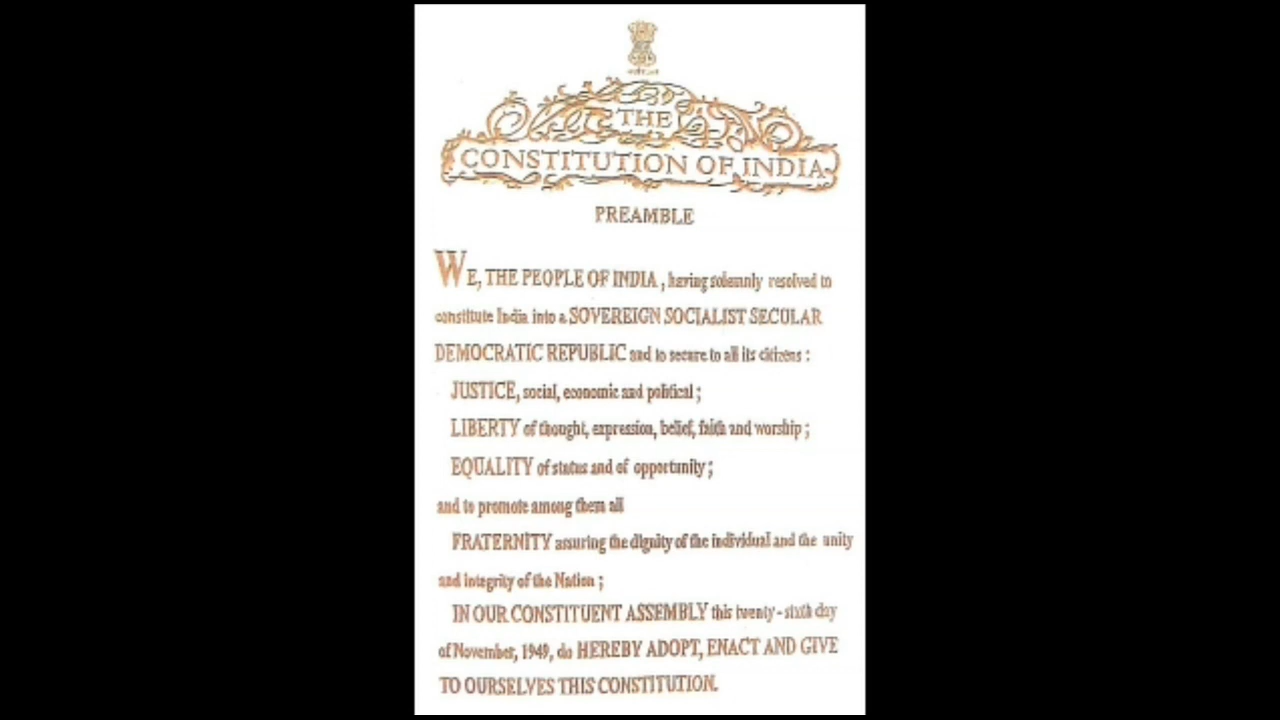 THE
CONSTITUTION OF INDIA
PREAMBLE
WE, THE PEOPLE OF INDIA , having solemnly resolved to
constitute India into a SOVEREIGN SOCIALIST SECULAR
DEMOCRATIC REPUBLIC and to secure to all its citizens :
JUSTICE, social, economic and political ;
LIBERTY of thought, expression, belief, faith and worship ;
EQUALITY of status and of opportunity ;
and to promote among them all
FRATERNITY assuring the dignity of the individual and the unity
and integrity of the Nation ;
IN OUR CONSTITUENT ASSEMBLY this twenty - sixth day
of November, 1949, do HEREBY ADOPT, ENACT AND GIVE
TO OURSELVES THIS CONSTITUTION.